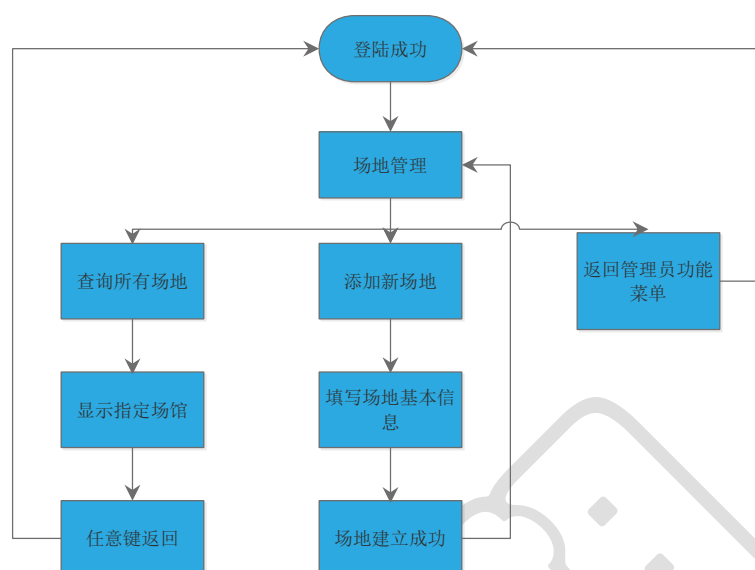 登陆成功
场地管理
查询所有场地
添加新场地
返回管理员功能
菜单
显示指定场馆
填写场地基本信
息
任意键返回
场地建立成功